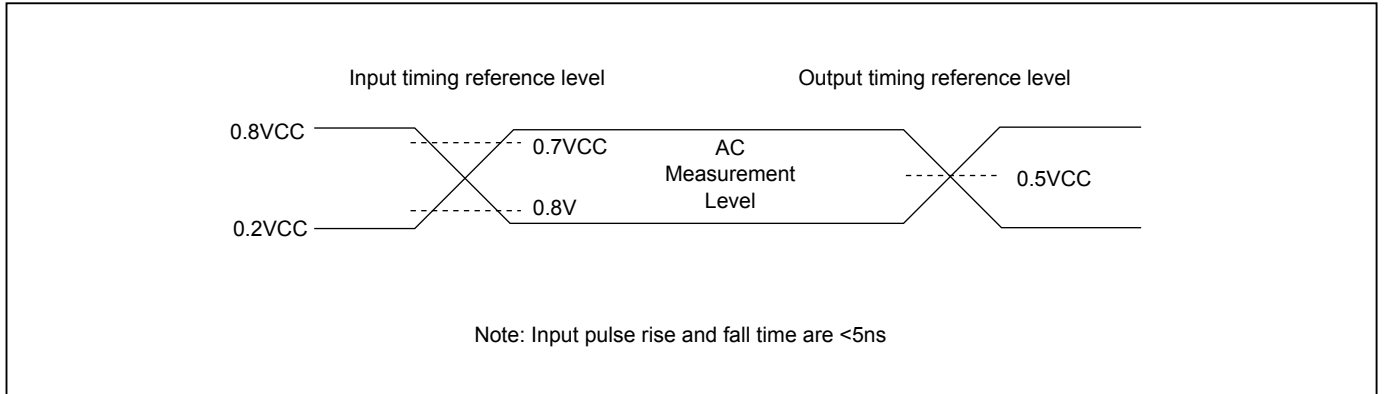 Input timing reference level
Output timing reference level
0.8VCC
0.7VCC
AC
Measurement
Level
0.5VCC
0.8V
0.2VCC
Note: Input pulse rise and fall time are <5ns